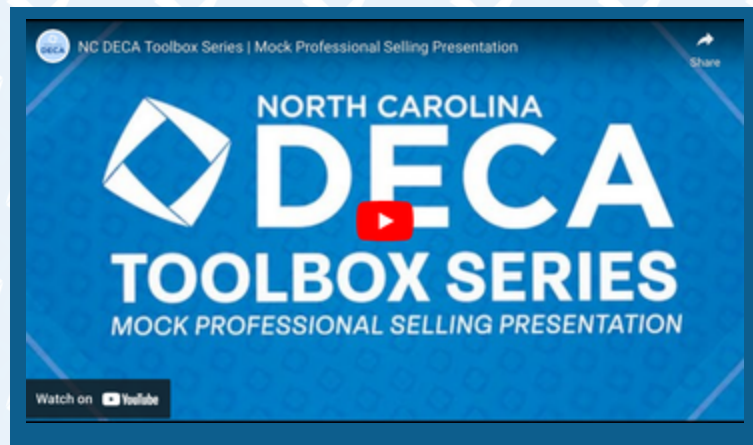 DECA
NC DECA Toolbox Series | Mock Professional Selling Presentation
Share
NORTH CAROLINA
DECA
TOOLBOX SERIES
MOCK PROFESSIONAL SELLING PRESENTATION
Watch on YouTube